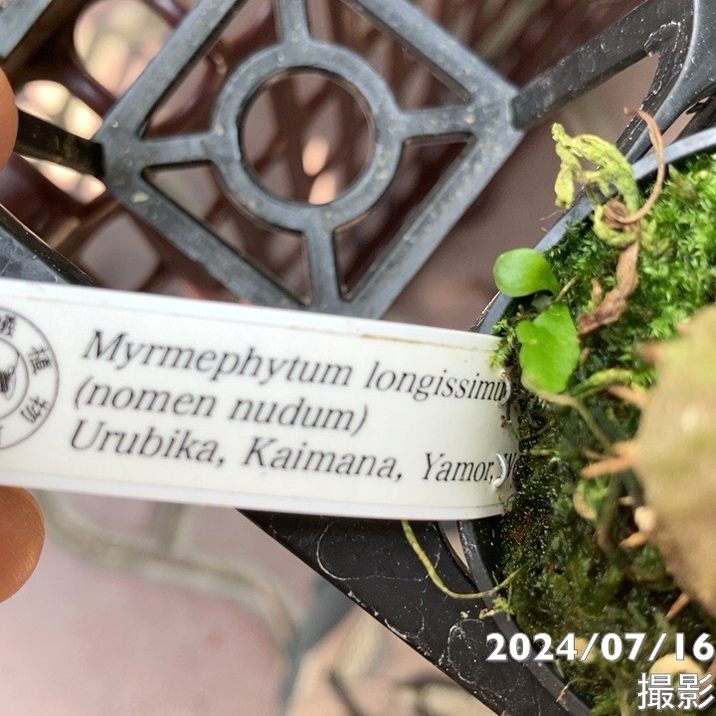 Myrmephytum longissimu
(nomen nudum)
Urubika, Kaimana, Yamor,
2024/07/16
撮影